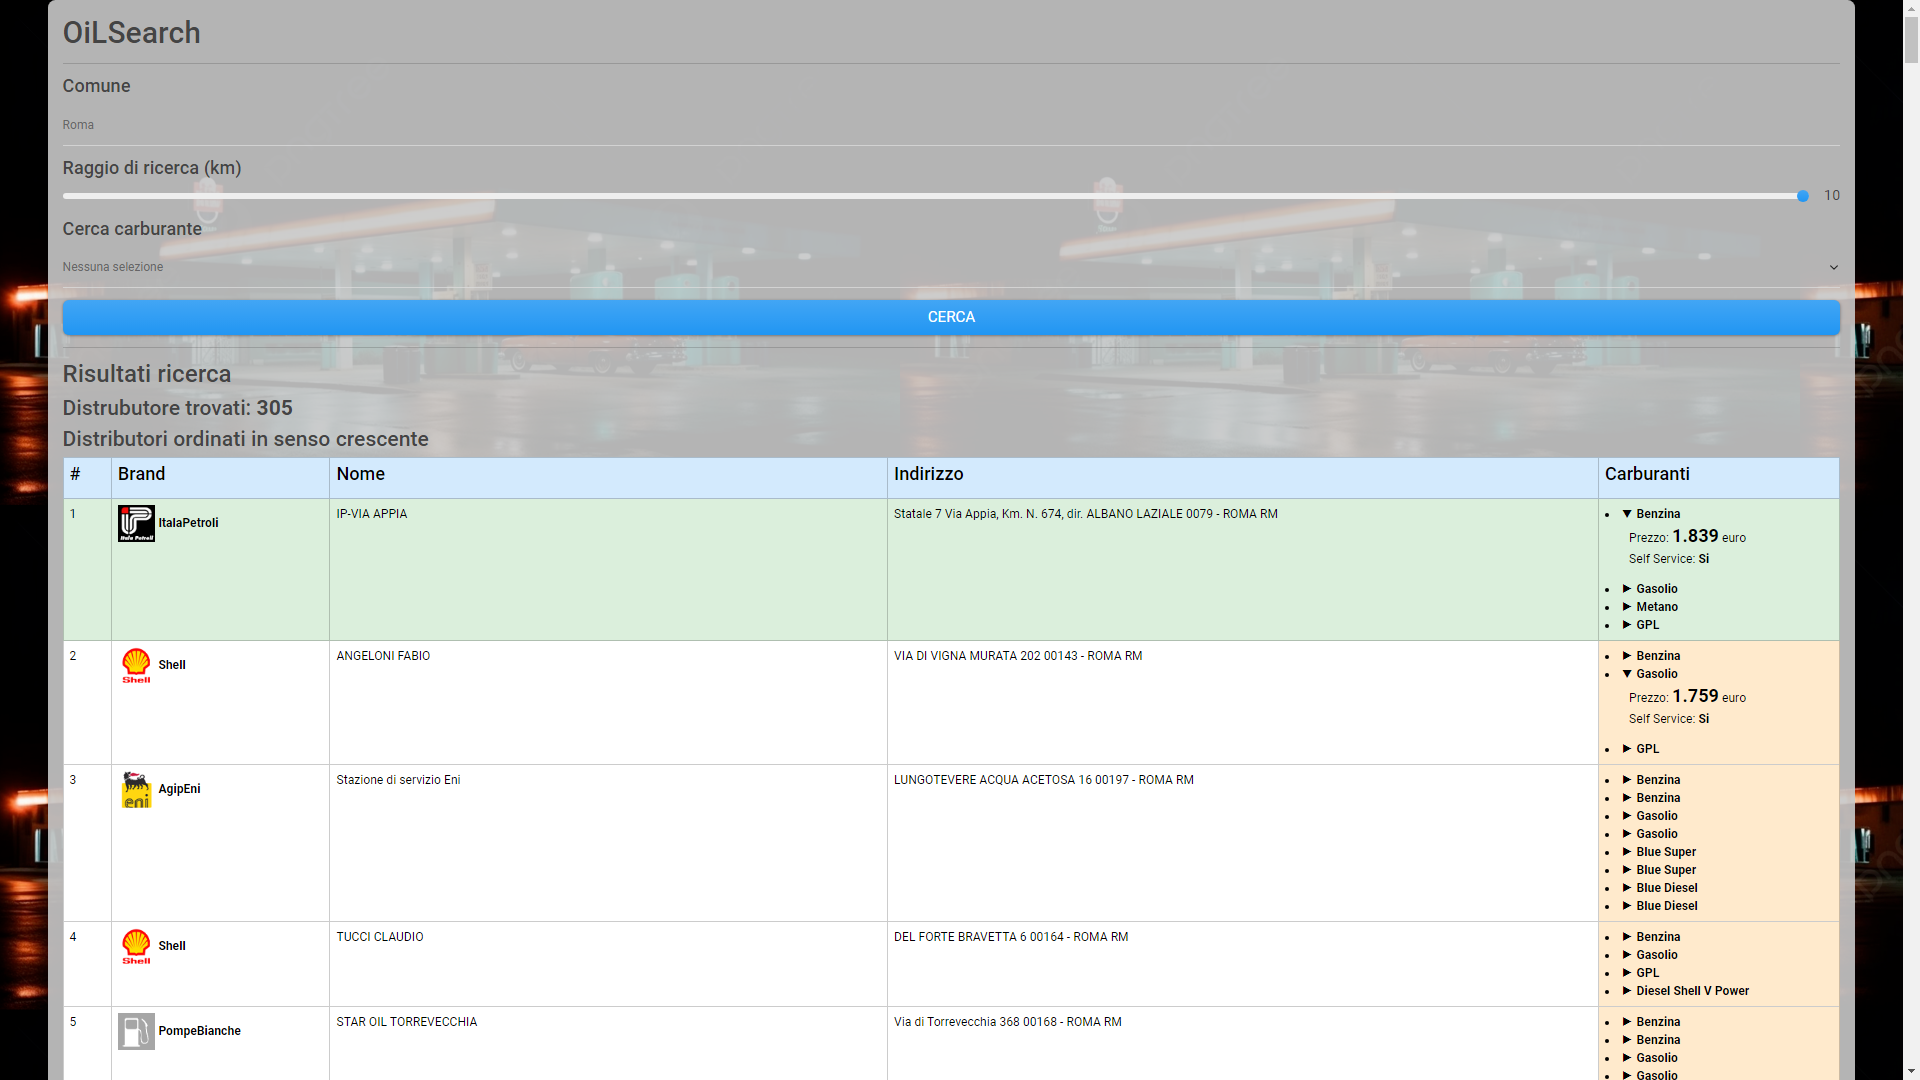 OiLSearch
Comune
Roma
Raggio di ricerca (km)
10
Cerca carburante
Nessuna selezione
CERCA
Risultati ricerca
Distrubutore trovati: 305
Distributori ordinati in senso crescente
# Brand Nome Indirizzo Carburanti
1 ItalaPetroli IP-VIA APPIA Statale 7 Via Appia, Km. N. 674, dir. ALBANO LAZIALE 0079 - ROMA RM
Benzina
Prezzo: 1.839 euro
Self Service: Si
Gasolio
Metano
GPL
2 Shell ANGELONI FABIO VIA DI VIGNA MURATA 202 00143 - ROMA RM
Benzina
Gasolio
Prezzo: 1.759 euro
Self Service: Si
GPL
3 AgipEni Stazione di servizio Eni LUNGOTEVERE ACQUA ACETOSA 16 00197 - ROMA RM
Benzina
Benzina
Gasolio
Gasolio
Blue Super
Blue Super
Blue Diesel
Blue Diesel
4 Shell TUCCI CLAUDIO DEL FORTE BRAVETTA 6 00164 - ROMA RM
Benzina
Gasolio
GPL
Diesel Shell V Power
5 PompeBianche STAR OIL TORREVECCHIA Via di Torrevecchia 368 00168 - ROMA RM
Benzina
Benzina
Gasolio
Gasolio